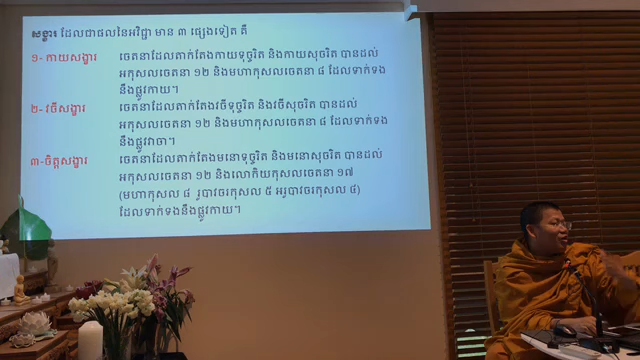 សង្ខារ ដែលជាផលនៃអវិជ្ជា មាន ៣ ផ្សេងទៀត គឺ
១- កាយសង្ខារ ចេតនាដែលតាក់តែងកាយទុច្ចរិត និងកាយសុចរិត បានដល់
អកុសលចេតនា ១២ និងមហាកុសលចេតនា ៨ ដែលទាក់ទង
នឹងផ្លូវកាយ។
២- វចីសង្ខារ ចេតនាដែលតាក់តែងវចីទុច្ចរិត និងវចីសុចរិត បានដល់
អកុសលចេតនា ១២ និងមហាកុសលចេតនា ៨ ដែលទាក់ទង
នឹងផ្លូវវាចា។
៣-ចិត្តសង្ខារ ចេតនាដែលតាក់តែងមនោទុច្ចរិត និងមនោសុចរិត បានដល់
អកុសលចេតនា ១២ និងលោកិយកុសលចេតនា ១៧
(មហាកុសល ៨ រូបាវចរកុសល ៥ អរូបាវចរកុសល ៤)
ដែលទាក់ទងនឹងផ្លូវកាយ។